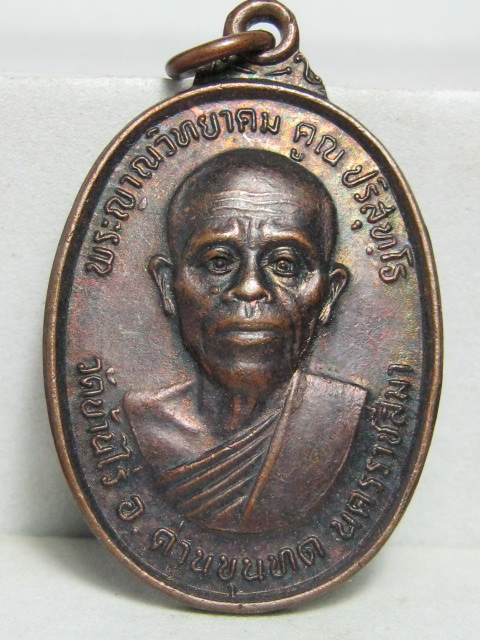 พระญาณวิทยาคม คูณ ปริสุทฺโธ
วัดบ้านไร่ อ. ด่านขุนทด นครราชสีมา